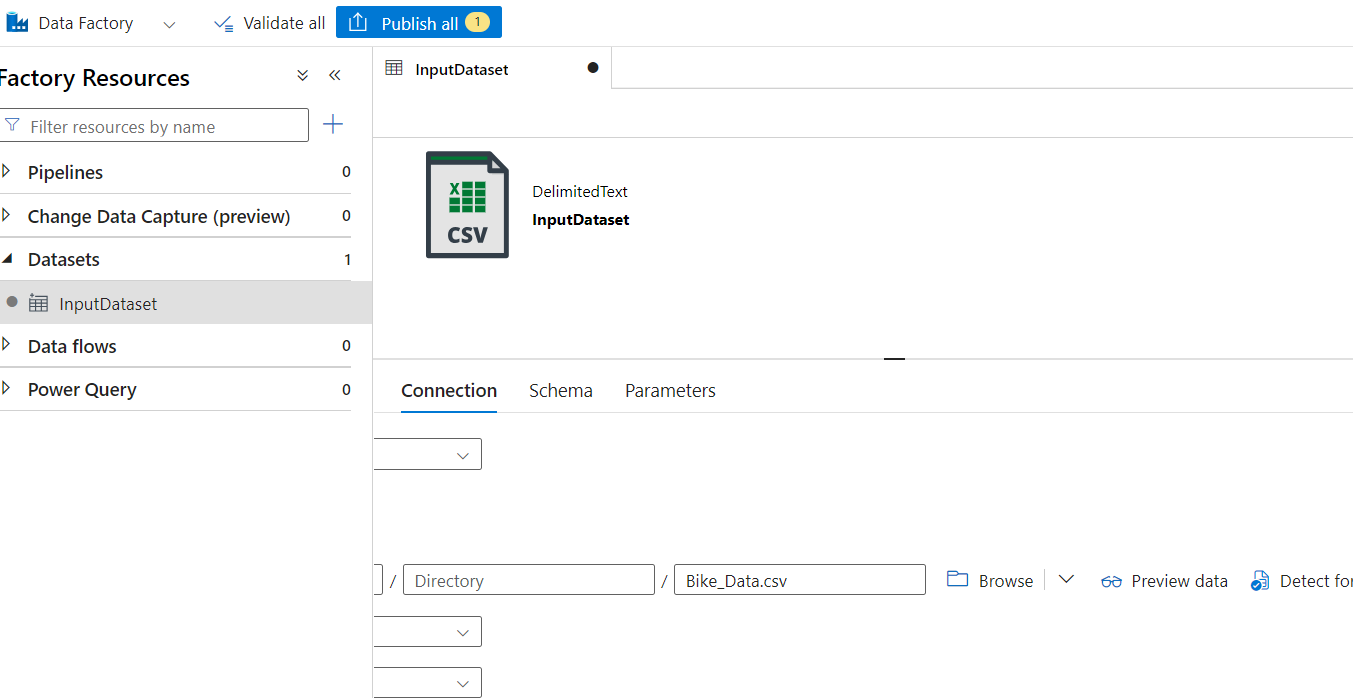 Data Factory
Validate all
Publish all 1
Factory Resources
Filter resources by name
Pipelines 0
Change Data Capture (preview) 0
Datasets 1
InputDataset
Data flows 0
Power Query 0
InputDataset
X
CSV
DelimitedText
InputDataset
Connection Schema Parameters
/ Directory / Bike_Data.csv Browse Preview data Detect for